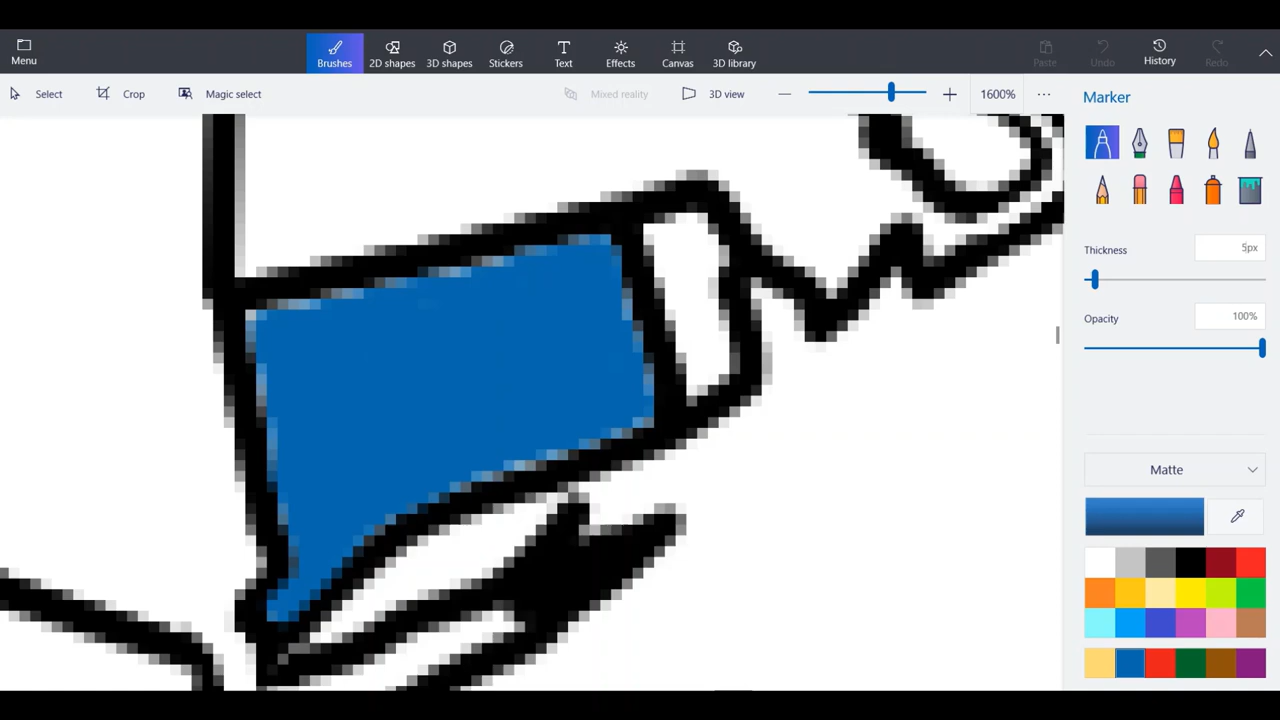 Menu
Brushes
2D shapes
3D shapes
Stickers
Text
Effects
Canvas
3D library
Paste
Undo
History
Redo
Select
Crop
Magic select
Mixed reality
3D view
1600%
Marker
Thickness
5px
Opacity
100%
Matte